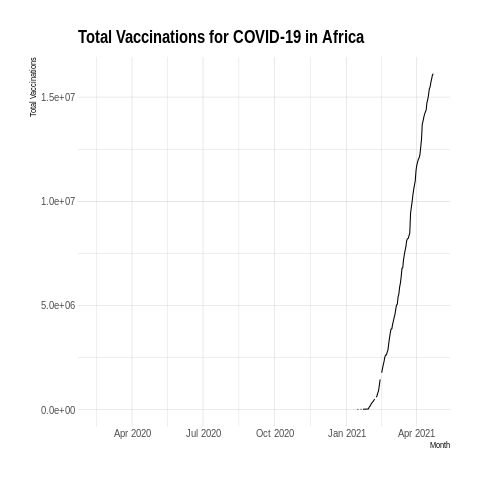 Total Vaccinations for COVID-19 in Africa
Total Vaccinations
1.5e+07
1.0e+07
5.0e+06
0.0e+00
Apr 2020
Jul 2020
Oct 2020
Jan 2021
Apr 2021
Month